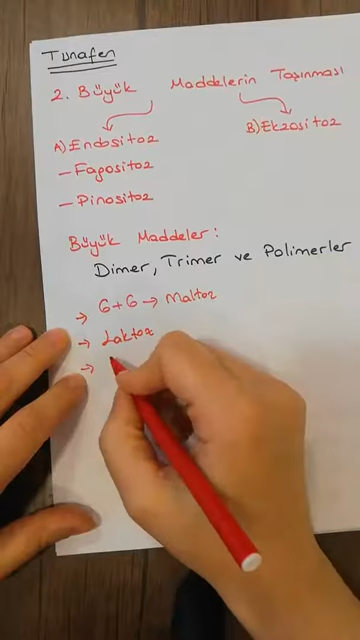 Tunafen
2. Büyük Maddelerin Taşınması
A) Endositoz
B) Ekzositoz
- Fagositoz
- Pinositoz
Büyük Maddeler:
Dimer, Trimer ve Polimerler
→ G+G → Maltoz
→ Laktoz
→